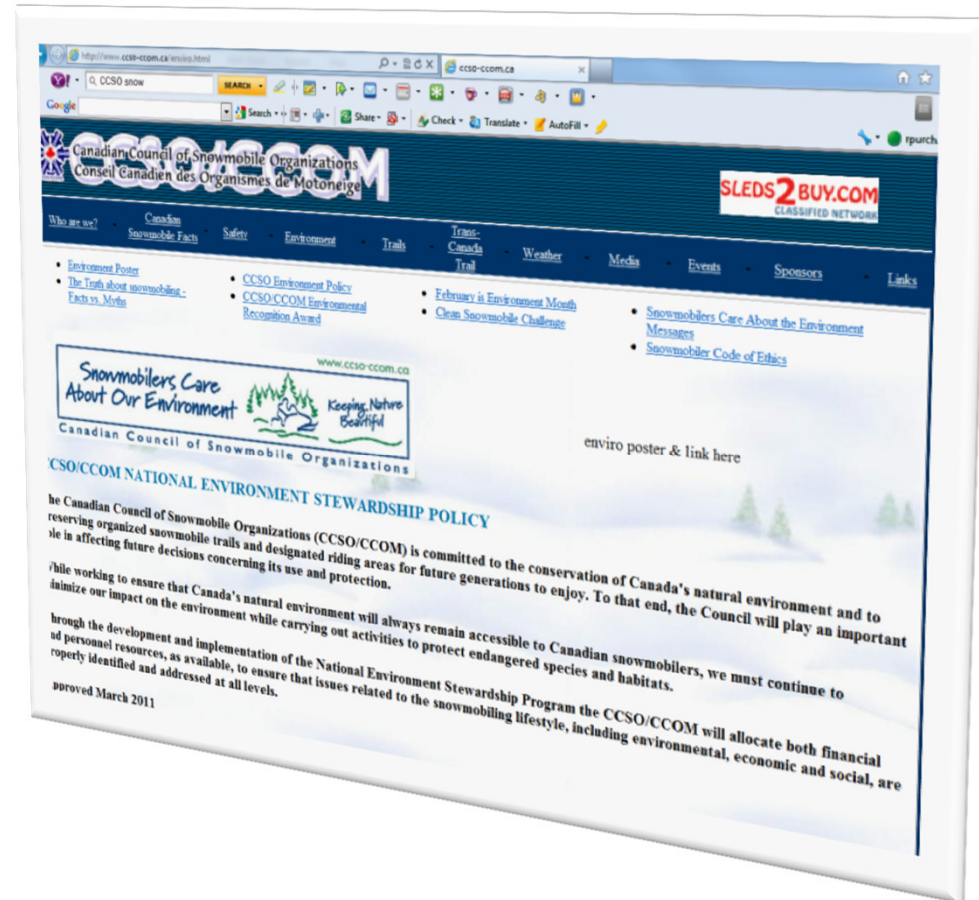 http://www.ccso-ccom.ca/enviro.html
ccso-ccom.ca
CCSO snow
SEARCH
Google
Search
Share
Check
Translate
AutoFill
rpurch
CCSO/CCOM
Canadian Council of Snowmobile Organizations
Conseil Canadien des Organismes de Motoneige
SLEDS2BUY.COM
CLASSIFIED NETWORK
Who are we?
Canadian
Snowmobile Facts
Safety
Environment
Trails
Trans-
Canada
Trail
Weather
Media
Events
Sponsors
Links
Environment Poster
The Truth about snowmobiling -
Facts vs. Myths
CCSO Environment Policy
CCSO/CCOM Environmental
Recognition Award
February is Environment Month
Clean Snowmobile Challenge
Snowmobilers Care About the Environment
Messages
Snowmobiler Code of Ethics
www.ccso-ccom.ca
Snowmobilers Care
About Our Environment
Keeping Nature
Beautiful
Canadian Council of Snowmobile Organizations
enviro poster & link here
CSO/CCOM NATIONAL ENVIRONMENT STEWARDSHIP POLICY
he Canadian Council of Snowmobile Organizations (CCSO/CCOM) is committed to the conservation of Canada's natural environment and to
reserving organized snowmobile trails and designated riding areas for future generations to enjoy. To that end, the Council will play an important
ole in affecting future decisions concerning its use and protection.
hile working to ensure that Canada's natural environment will always remain accessible to Canadian snowmobilers, we must continue to
inimize our impact on the environment while carrying out activities to protect endangered species and habitats.
hrough the development and implementation of the National Environment Stewardship Program the CCSO/CCOM will allocate both financial
nd personnel resources, as available, to ensure that issues related to the snowmobiling lifestyle, including environmental, economic and social, are
roperly identified and addressed at all levels.
pproved March 2011